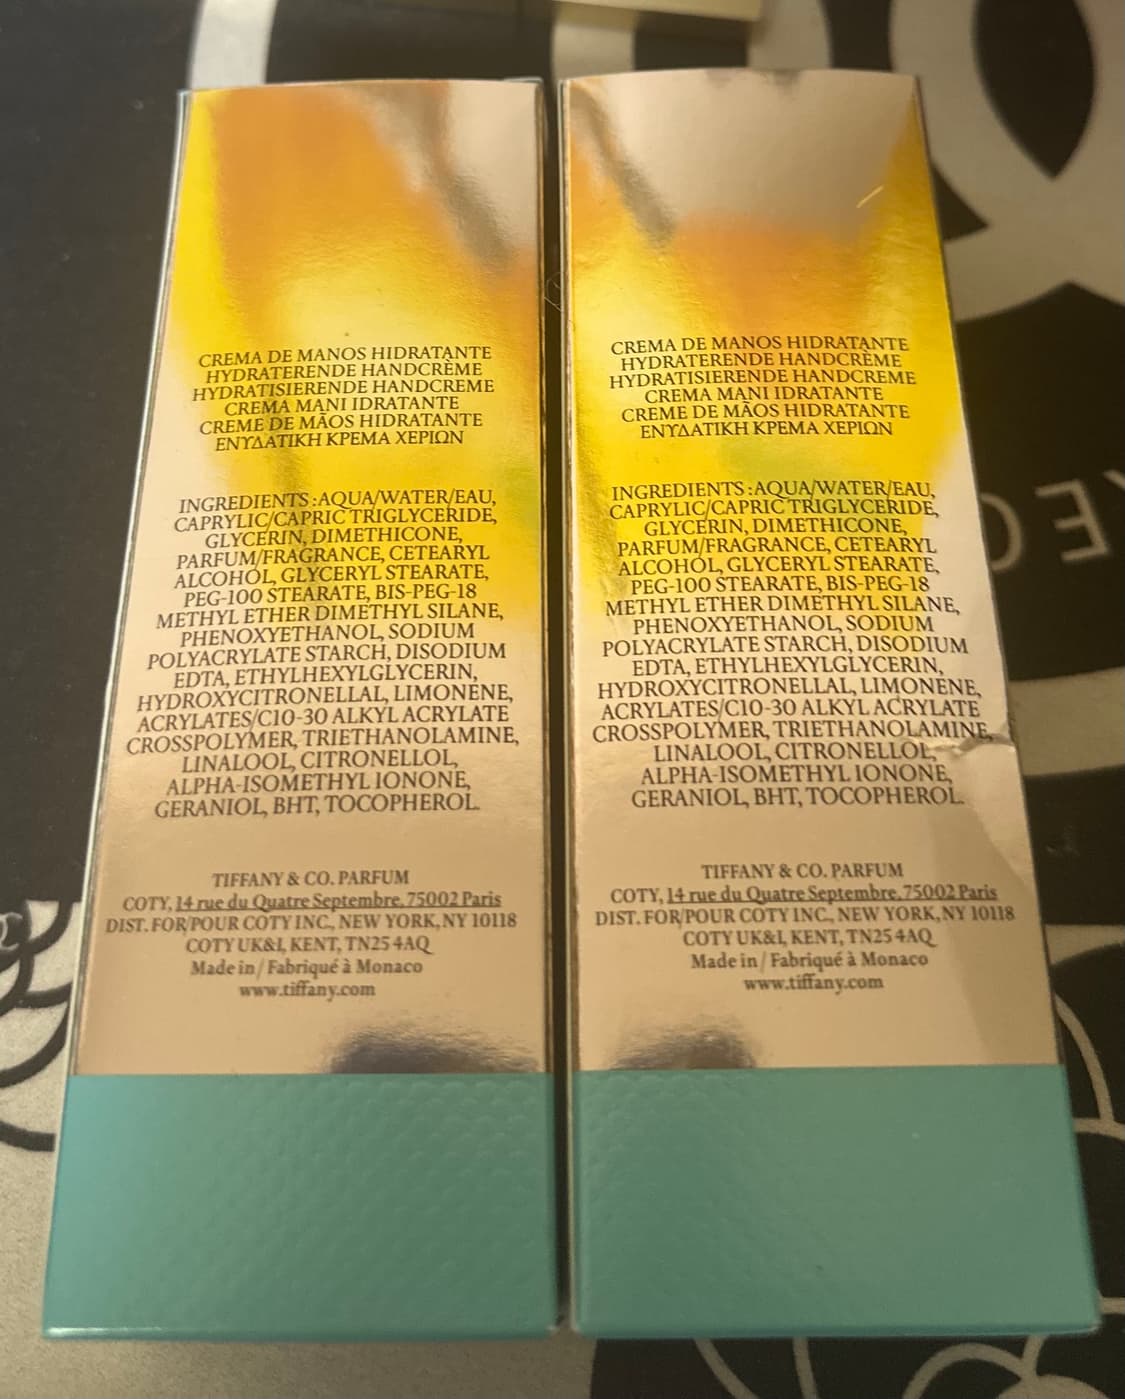 CREMA DE MANOS HIDRATANTE
HYDRATERENDE HANDCRÈME
HYDRATISIERENDE HANDCREME
CREMA MANI IDRATANTE
CREME DE MÃOS HIDRATANTE
ΕΝΥΔΑΤΙΚΗ ΚΡΕΜΑ ΧΕΡΙΩΝ
INGREDIENTS :AQUA/WATER/EAU,
CAPRYLIC/CAPRIC TRIGLYCERIDE,
GLYCERIN, DIMETHICONE,
PARFUM/FRAGRANCE, CETEARYL
ALCOHOL, GLYCERYL STEARATE,
PEG-100 STEARATE, BIS-PEG-18
METHYL ETHER DIMETHYL SILANE,
PHENOXYETHANOL, SODIUM
POLYACRYLATE STARCH, DISODIUM
EDTA, ETHYLHEXYLGLYCERIN,
HYDROXYCITRONELLAL, LIMONENE,
ACRYLATES/C10-30 ALKYL ACRYLATE
CROSSPOLYMER, TRIETHANOLAMINE,
LINALOOL, CITRONELLOL,
ALPHA-ISOMETHYL IONONE,
GERANIOL, BHT, TOCOPHEROL.
TIFFANY & CO. PARFUM
COTY, 14 rue du Quatre Septembre, 75002 Paris
DIST. FOR/POUR COTY INC., NEW YORK, NY 10118
COTY UK&I, KENT, TN25 4AQ
Made in / Fabriqué à Monaco
www.tiffany.com
CREMA DE MANOS HIDRATANTE
HYDRATERENDE HANDCRÈME
HYDRATISIERENDE HANDCREME
CREMA MANI IDRATANTE
CREME DE MÃOS HIDRATANTE
ΕΝΥΔΑΤΙΚΗ ΚΡΕΜΑ ΧΕΡΙΩΝ
INGREDIENTS :AQUA/WATER/EAU,
CAPRYLIC/CAPRIC TRIGLYCERIDE,
GLYCERIN, DIMETHICONE,
PARFUM/FRAGRANCE, CETEARYL
ALCOHOL, GLYCERYL STEARATE,
PEG-100 STEARATE, BIS-PEG-18
METHYL ETHER DIMETHYL SILANE,
PHENOXYETHANOL, SODIUM
POLYACRYLATE STARCH, DISODIUM
EDTA, ETHYLHEXYLGLYCERIN,
HYDROXYCITRONELLAL, LIMONENE,
ACRYLATES/C10-30 ALKYL ACRYLATE
CROSSPOLYMER, TRIETHANOLAMINE,
LINALOOL, CITRONELLOL,
ALPHA-ISOMETHYL IONONE,
GERANIOL, BHT, TOCOPHEROL.
TIFFANY & CO. PARFUM
COTY, 14 rue du Quatre Septembre, 75002 Paris
DIST. FOR/POUR COTY INC., NEW YORK, NY 10118
COTY UK&I, KENT, TN25 4AQ
Made in / Fabriqué à Monaco
www.tiffany.com